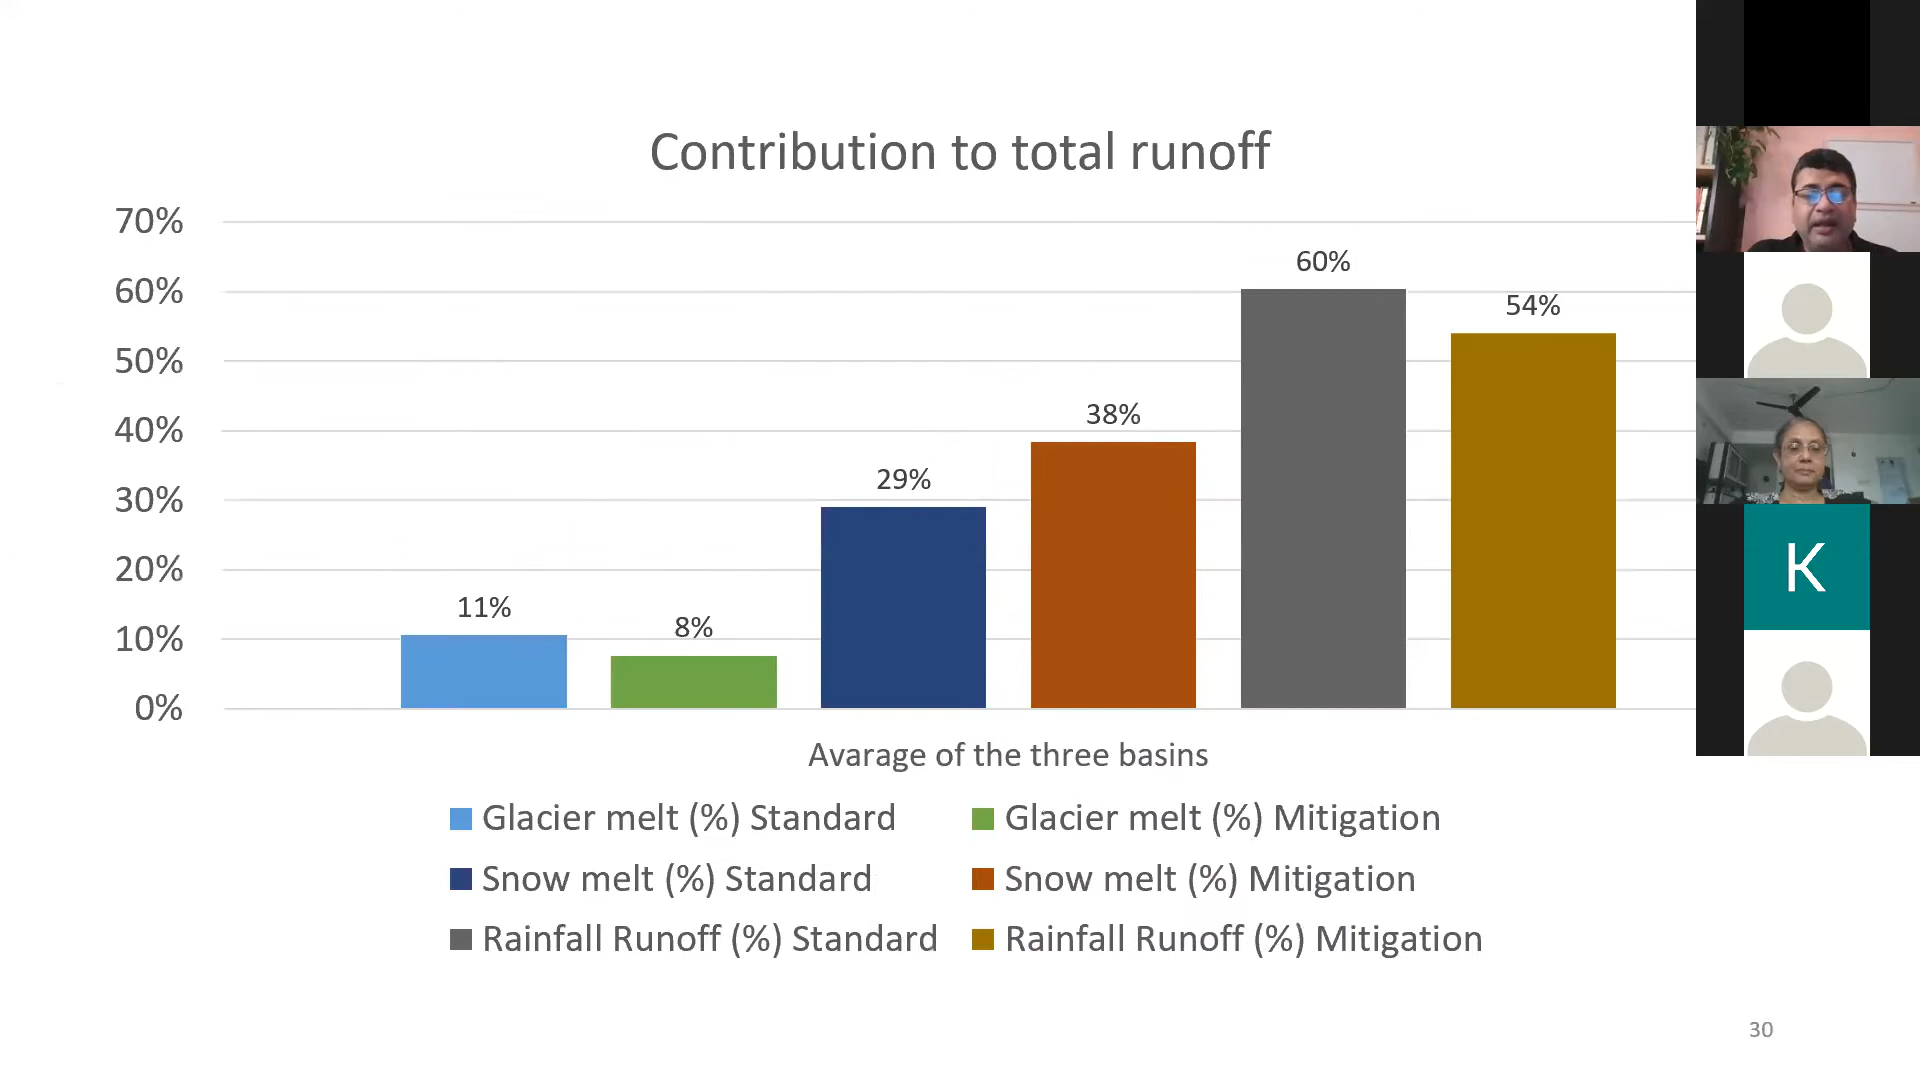 Contribution to total runoff
70%
60%
50%
40%
30%
20%
10%
0%
11%
8%
29%
38%
60%
54%
Avarage of the three basins
Glacier melt (%) Standard
Glacier melt (%) Mitigation
Snow melt (%) Standard
Snow melt (%) Mitigation
Rainfall Runoff (%) Standard
Rainfall Runoff (%) Mitigation
K
30